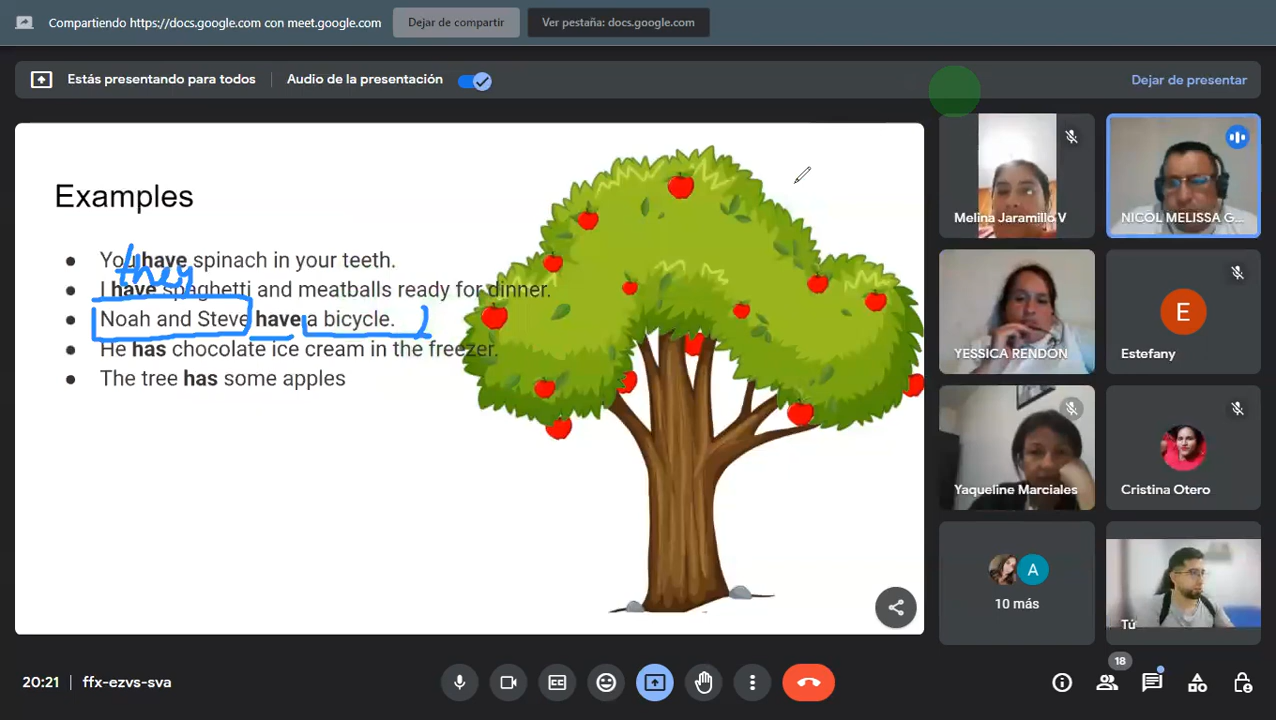 Compartiendo https://docs.google.com con meet.google.com
Dejar de compartir
Ver pestaña: docs.google.com
Estás presentando para todos
Audio de la presentación
Dejar de presentar
Examples
You have spinach in your teeth.
they
I have spaghetti and meatballs ready for dinner.
Noah and Steve have a bicycle.
He has chocolate ice cream in the freezer.
The tree has some apples
Melina Jaramillo V
NICOL MELISSA G...
YESSICA RENDON
E
Estefany
Yaqueline Marciales
Cristina Otero
A
10 más
Tú
20:21 | ffx-ezvs-sva
CC
18